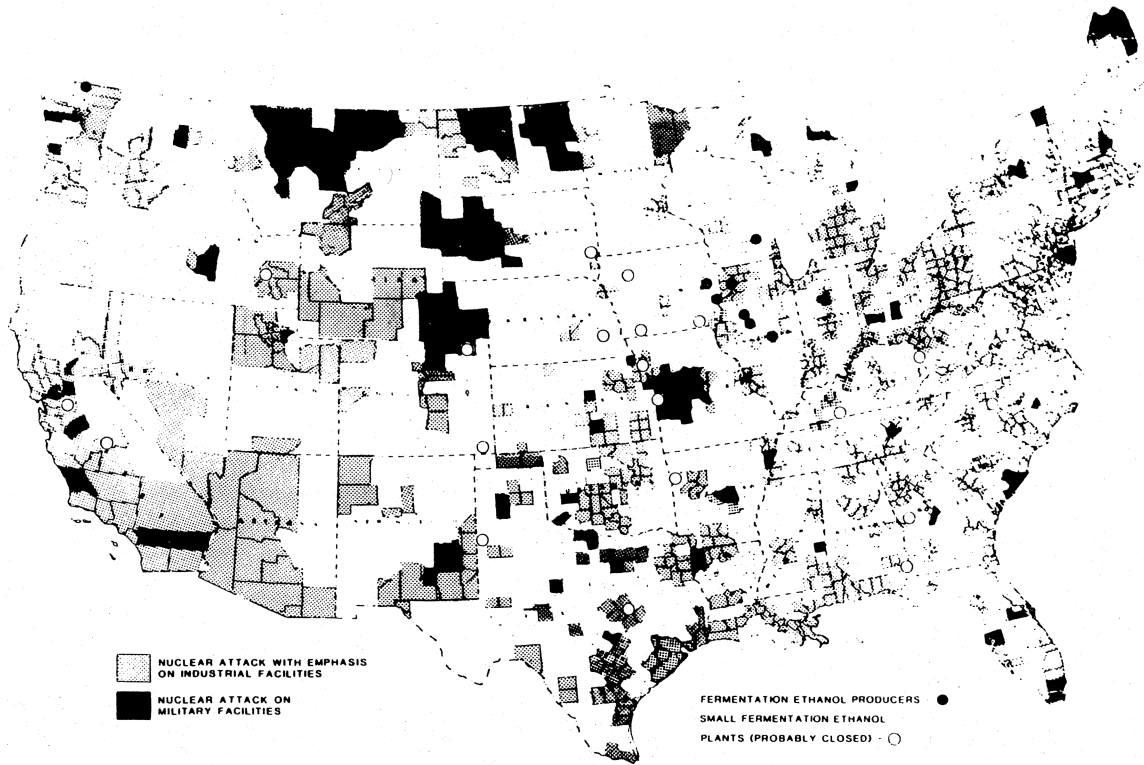 NUCLEAR ATTACK WITH EMPHASIS
ON INDUSTRIAL FACILITIES
NUCLEAR ATTACK ON
MILITARY FACILITIES
FERMENTATION ETHANOL PRODUCERS -
SMALL FERMENTATION ETHANOL
PLANTS (PROBABLY CLOSED) -